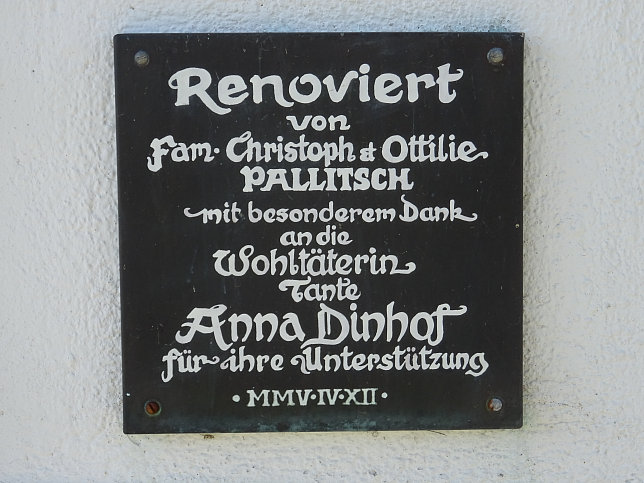 Renoviert
von
Fam. Christoph & Ottilie
PALLITSCH
mit besonderem Dank
an die
Wohltäterin
Tante
Anna Dinhof
für ihre Unterstützung
· MMV·IV·XII ·